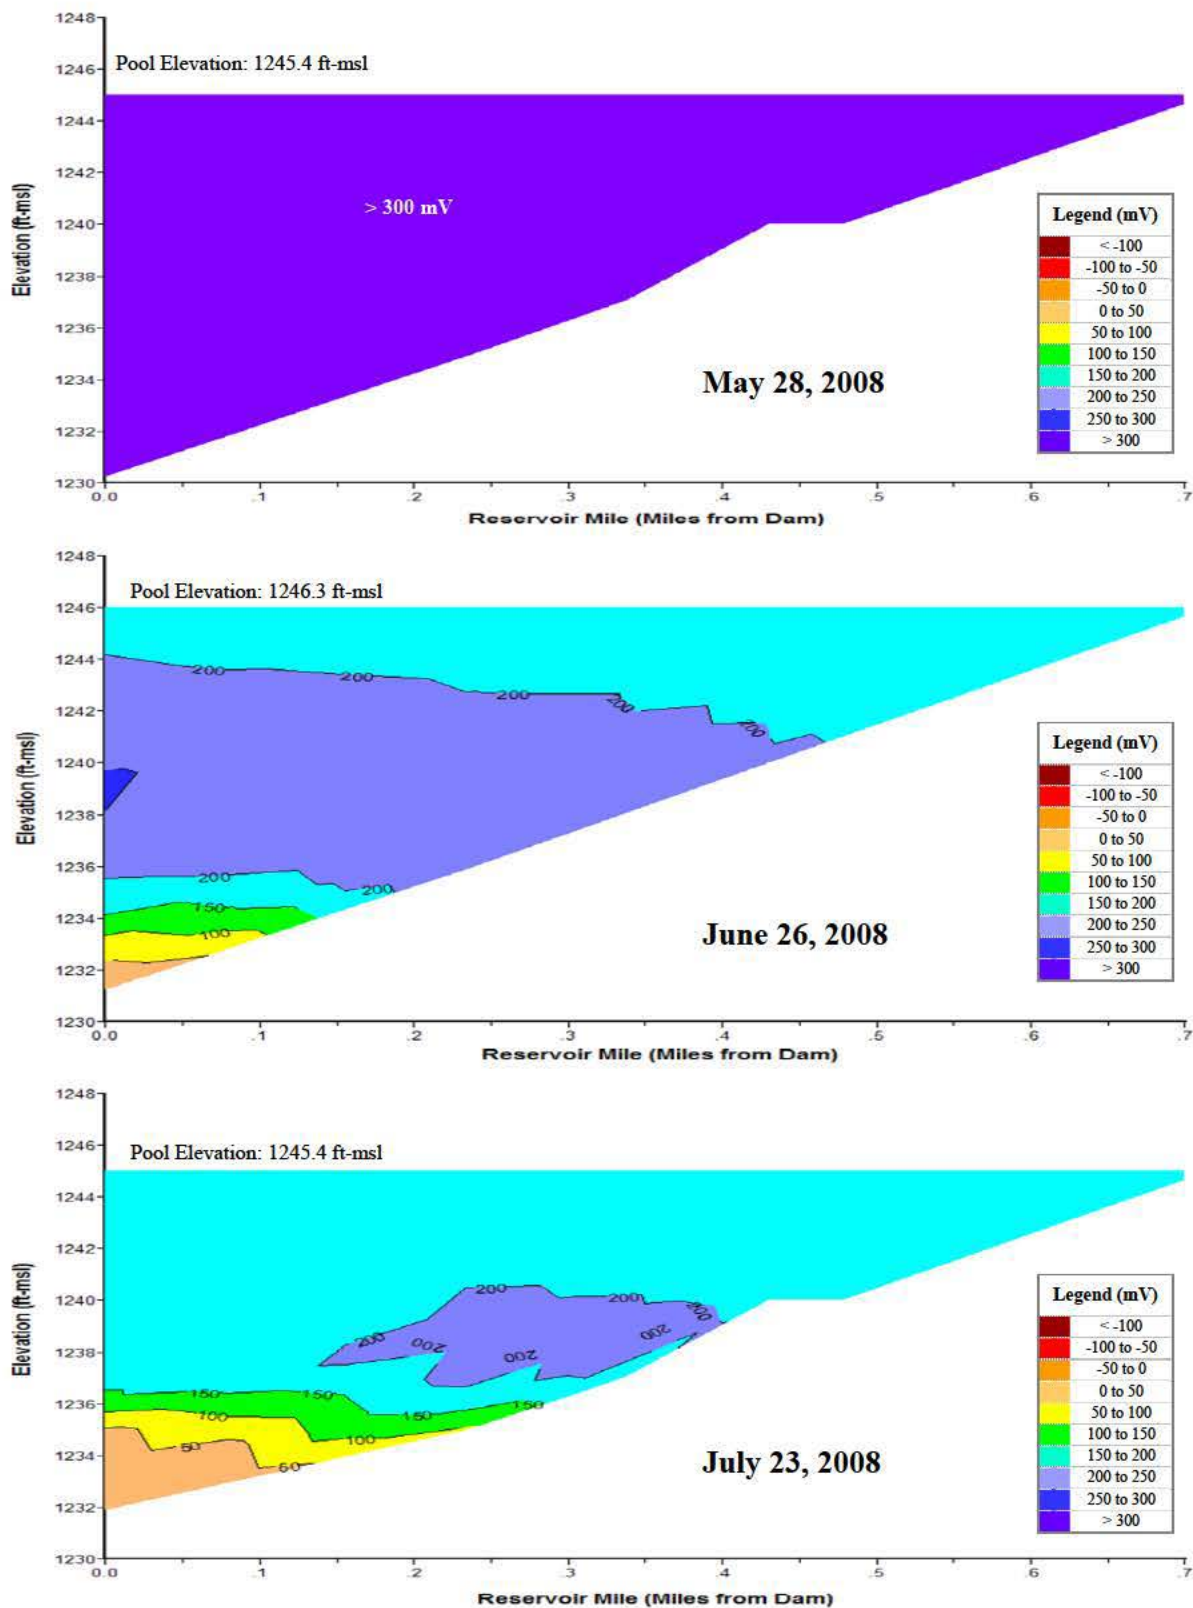 1248
Pool Elevation: 1245.4 ft-msl
1246
1244
1242
> 300 mV
1240
1238
1236
1234
1232
1230
Elevation (ft-msl)
Legend (mV)
< -100
-100 to -50
-50 to 0
0 to 50
50 to 100
100 to 150
150 to 200
200 to 250
250 to 300
> 300
May 28, 2008
0.0 .1 .2 .3 .4 .5 .6 .7
Reservoir Mile (Miles from Dam)
1248
Pool Elevation: 1246.3 ft-msl
1246
1244
200 200 200 200 200
1242
1240
1238
1236
200 200
150
1234
100
1232
1230
Elevation (ft-msl)
Legend (mV)
< -100
-100 to -50
-50 to 0
0 to 50
50 to 100
100 to 150
150 to 200
200 to 250
250 to 300
> 300
June 26, 2008
0.0 .1 .2 .3 .4 .5 .6 .7
Reservoir Mile (Miles from Dam)
1248
1246
Pool Elevation: 1245.4 ft-msl
1244
1242
1240
200 200 200
200 200 200
200
1238
1236
150 150 150 150
100 100
1234
50 50
1232
1230
Elevation (ft-msl)
Legend (mV)
< -100
-100 to -50
-50 to 0
0 to 50
50 to 100
100 to 150
150 to 200
200 to 250
250 to 300
> 300
July 23, 2008
0.0 .1 .2 .3 .4 .5 .6 .7
Reservoir Mile (Miles from Dam)